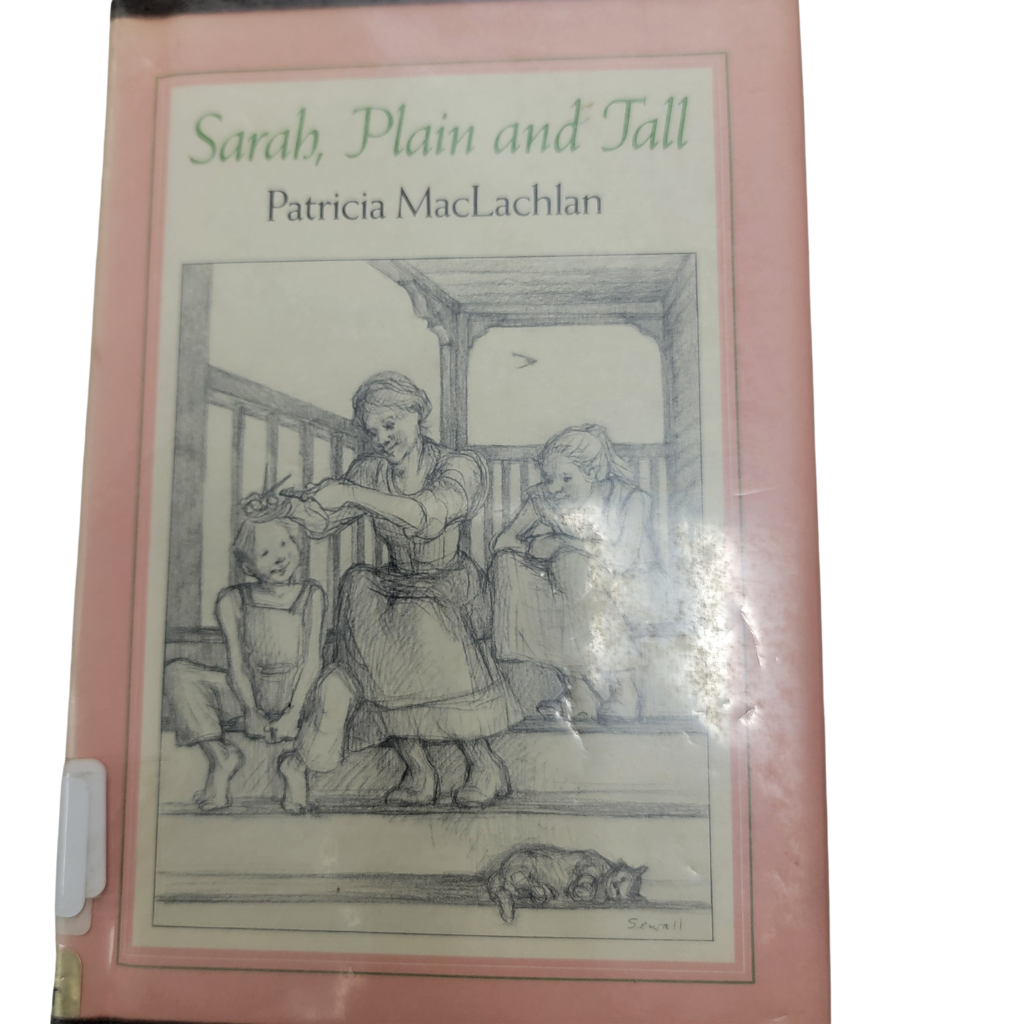 Sarah, Plain and Tall
Patricia MacLachlan
Sewall